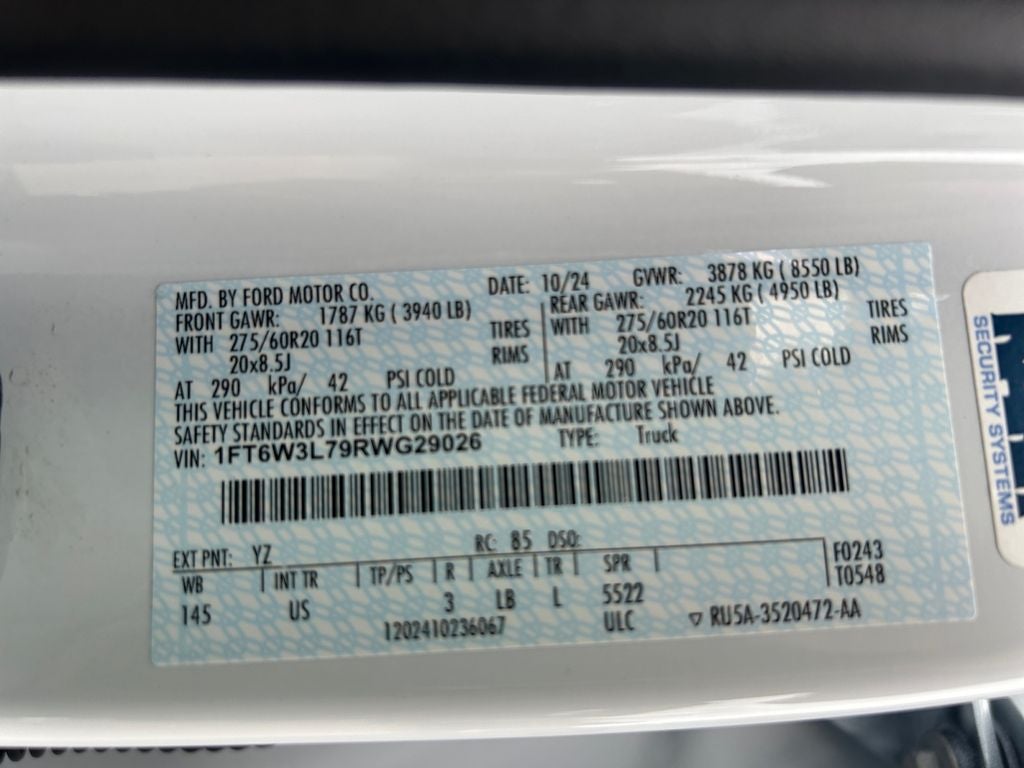 MFD. BY FORD MOTOR CO. DATE: 10/24 GVWR: 3878 KG ( 8550 LB)
FRONT GAWR: 1787 KG ( 3940 LB) REAR GAWR: 2245 KG ( 4950 LB)
WITH 275/60R20 116T TIRES WITH 275/60R20 116T TIRES
20x8.5J RIMS 20x8.5J RIMS
AT 290 kPa/ 42 PSI COLD AT 290 kPa/ 42 PSI COLD
THIS VEHICLE CONFORMS TO ALL APPLICABLE FEDERAL MOTOR VEHICLE
SAFETY STANDARDS IN EFFECT ON THE DATE OF MANUFACTURE SHOWN ABOVE.
VIN: 1FT6W3L79RWG29026 TYPE: Truck
EXT PNT: YZ RC: 85 DSO:
WB INT TR TP/PS R AXLE TR SPR F0243
145 US 3 LB L 5522 T0548
1202410236067 ULC ▽ RU5A-3520472-AA
SECURITY SYSTEMS